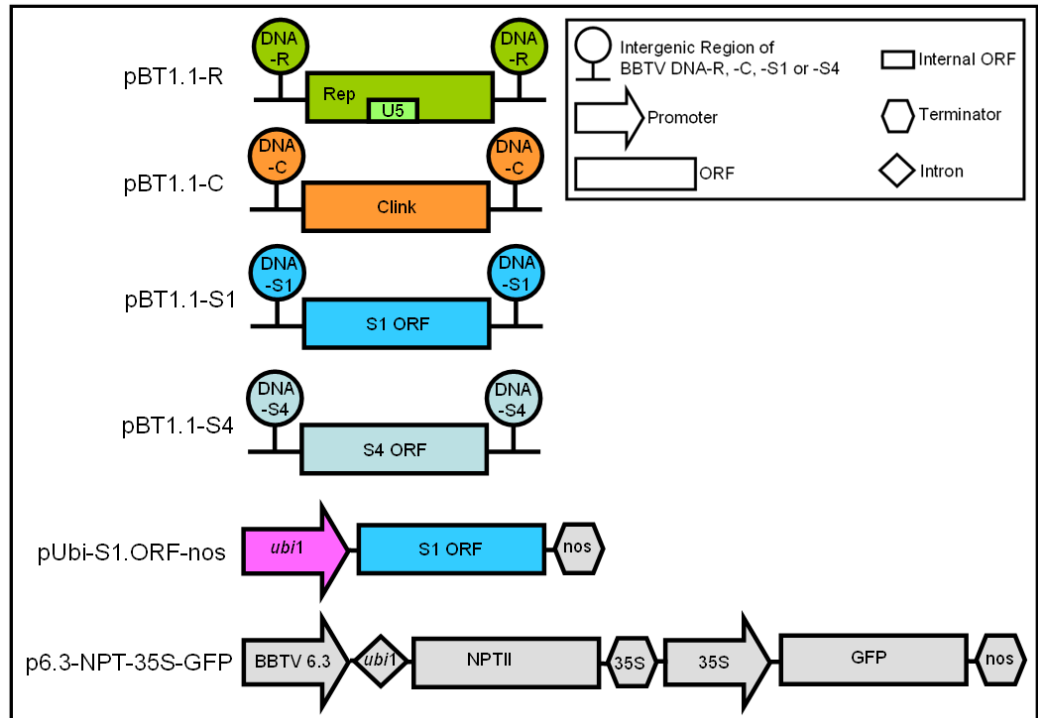 pBT1.1-R
DNA
-R
Rep
U5
DNA
-R
pBT1.1-C
DNA
-C
Clink
DNA
-C
pBT1.1-S1
DNA
-S1
S1 ORF
DNA
-S1
pBT1.1-S4
DNA
-S4
S4 ORF
DNA
-S4
pUbi-S1.ORF-nos
ubi1
S1 ORF
nos
p6.3-NPT-35S-GFP
BBTV 6.3
ubi1
NPTII
35S
35S
GFP
nos
Intergenic Region of
BBTV DNA-R, -C, -S1 or -S4
Internal ORF
Promoter
Terminator
ORF
Intron